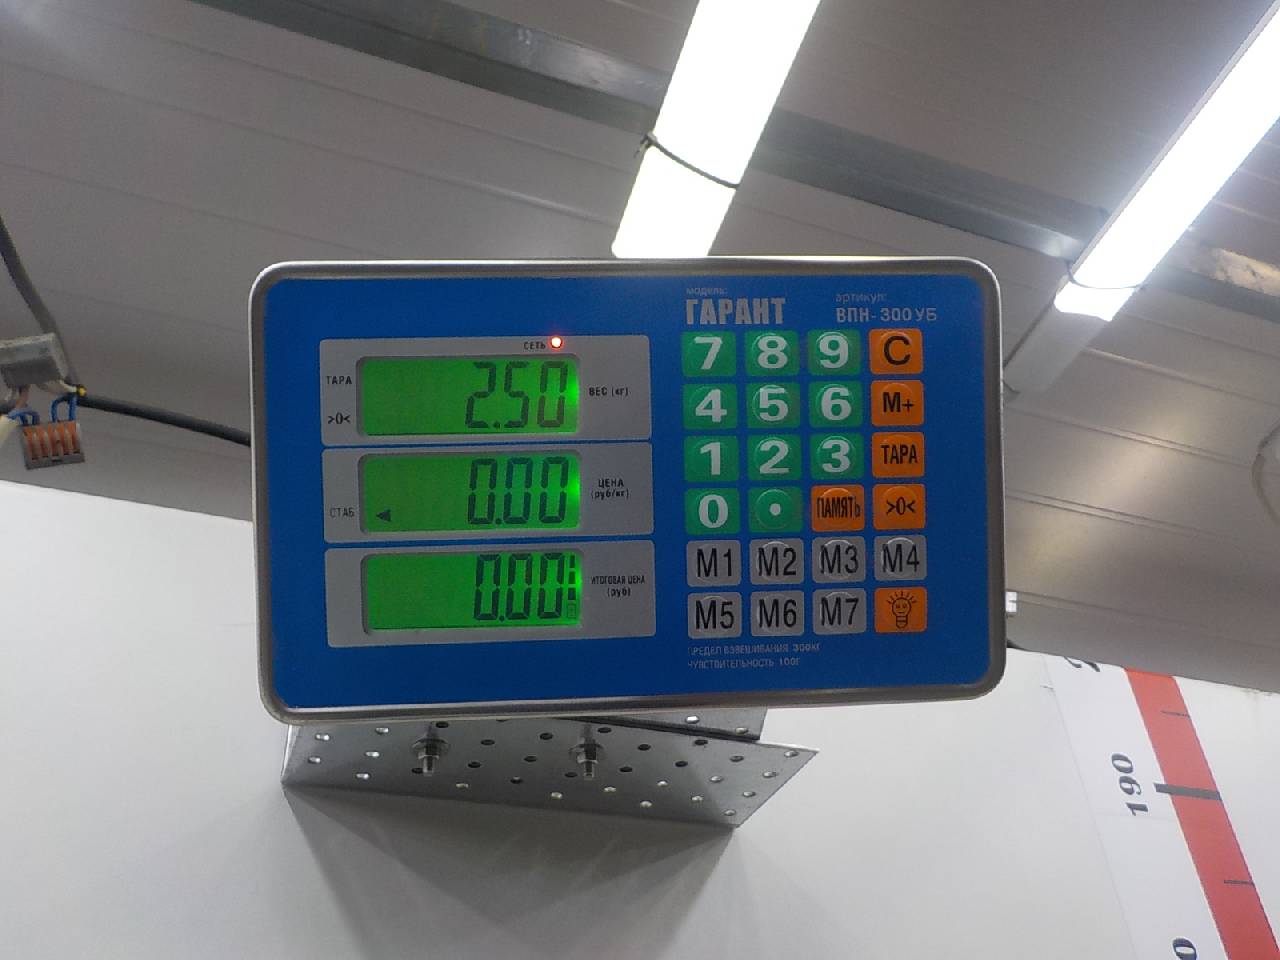 модель:
ГАРАНТ
артикул:
ВПН-300УБ
СЕТЬ
ТАРА
>0<
2.50
ВЕС (кг)
СТАБ
0.00
ЦЕНА
(руб/кг)
0.00
ИТОГОВАЯ ЦЕНА
(руб)
7 8 9 C
4 5 6 M+
1 2 3 ТАРА
0 . ПАМЯТЬ >0<
M1 M2 M3 M4
M5 M6 M7
ПРЕДЕЛ ВЗВЕШИВАНИЯ 300КГ
ЧУВСТВИТЕЛЬНОСТЬ 100Г
190